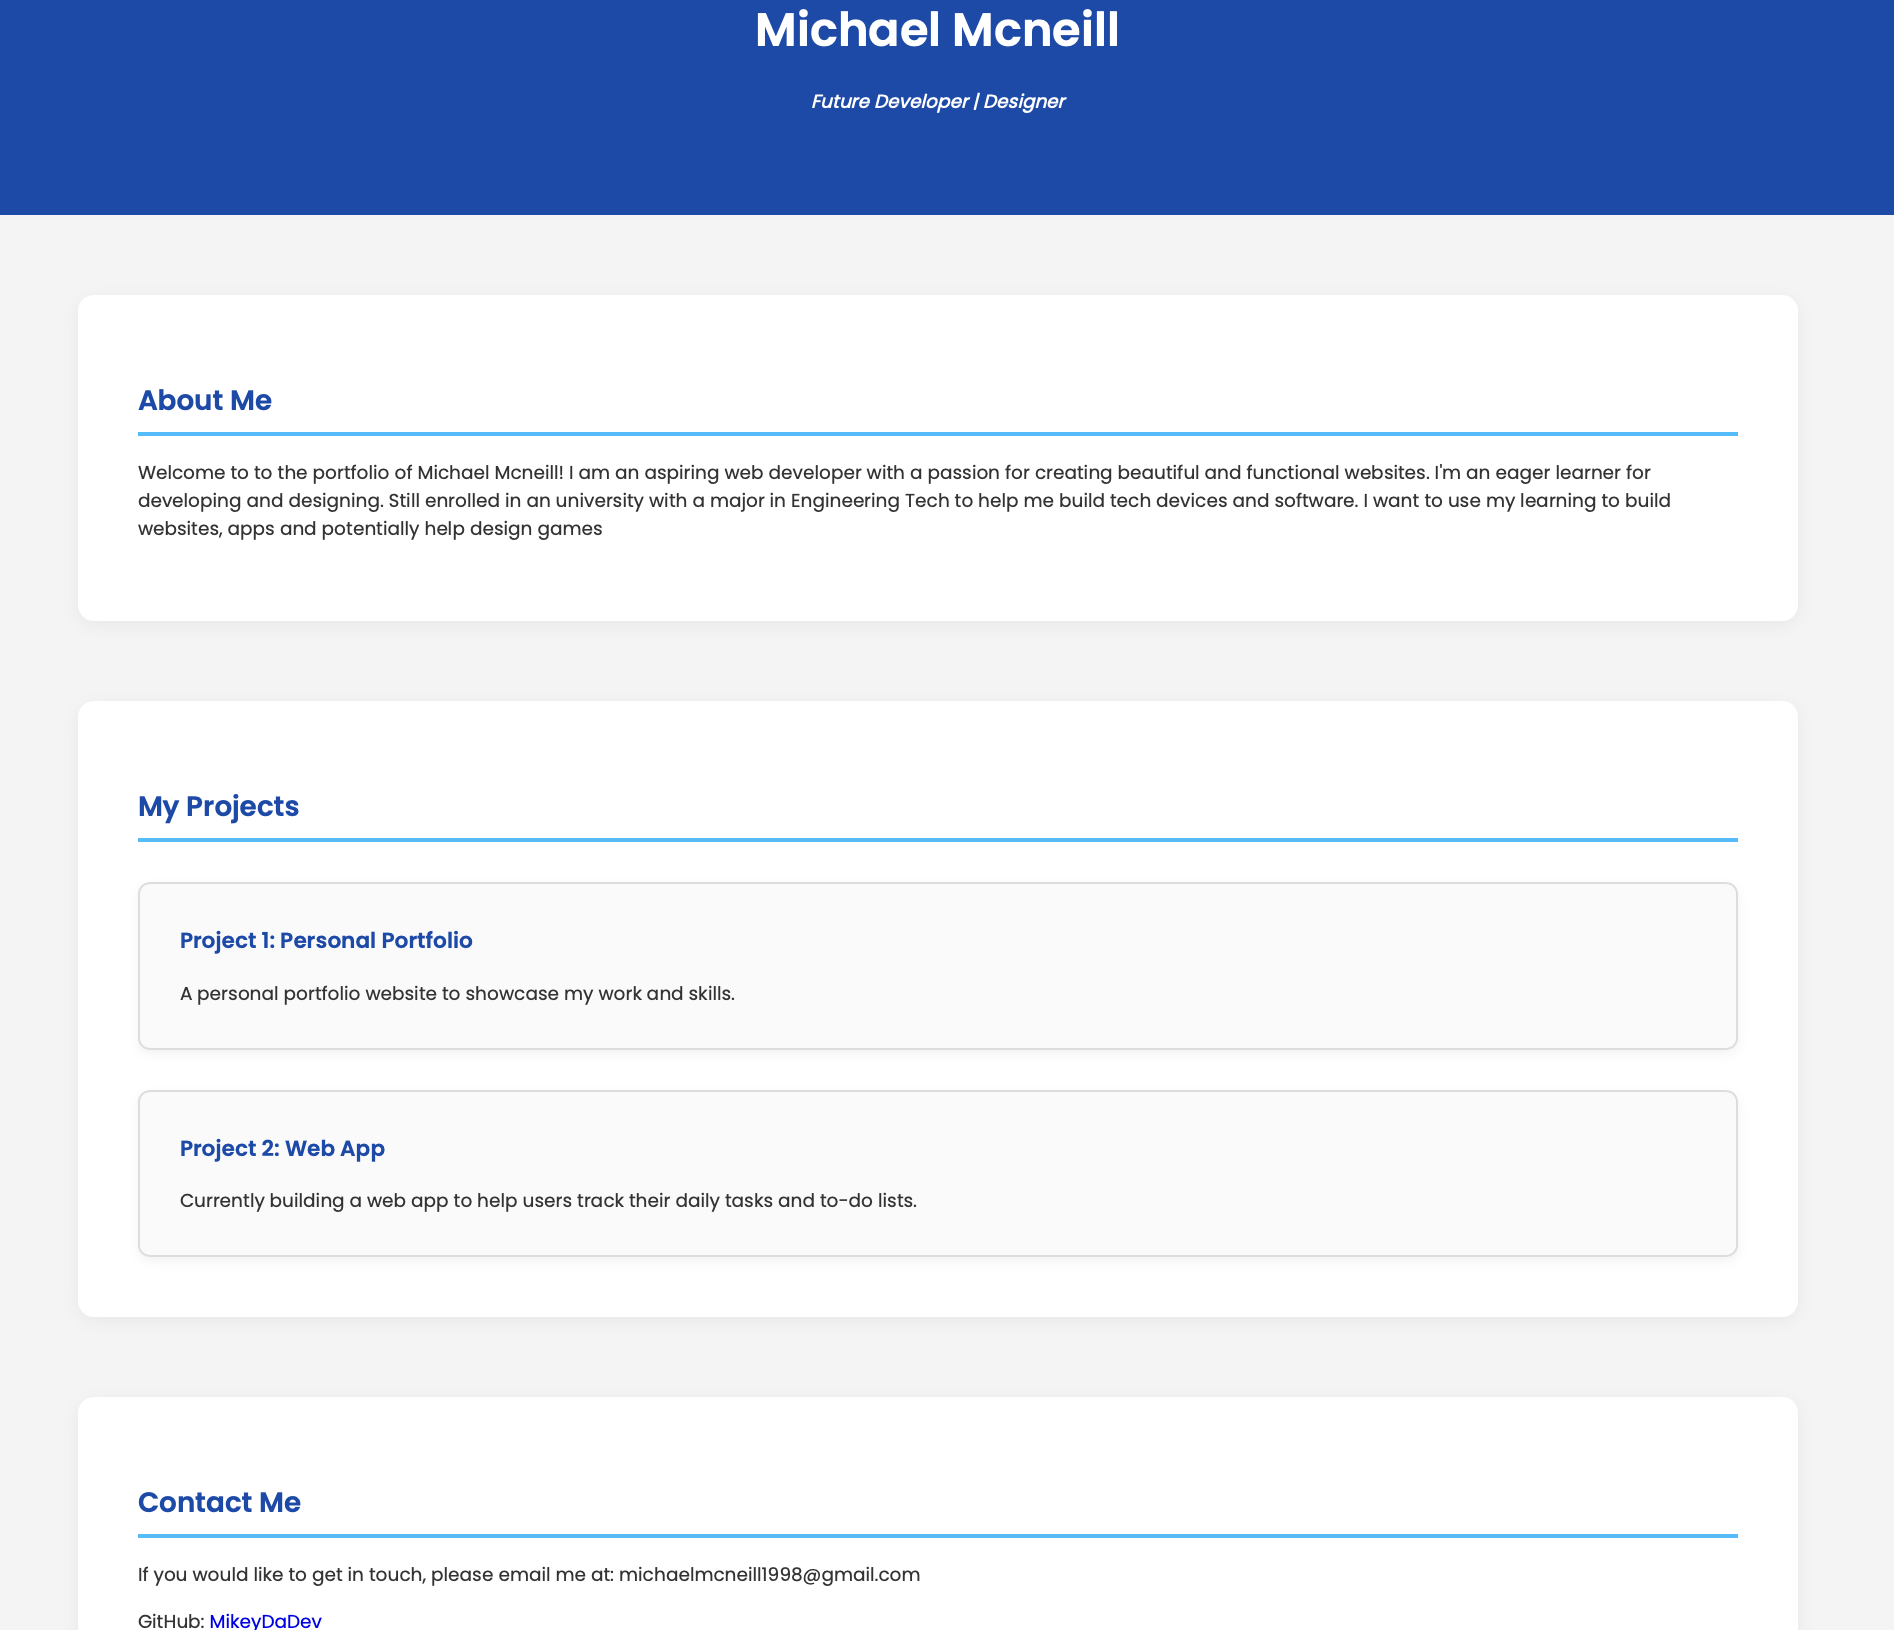 Michael Mcneill
Future Developer | Designer
About Me
Welcome to to the portfolio of Michael Mcneill! I am an aspiring web developer with a passion for creating beautiful and functional websites. I'm an eager learner for
developing and designing. Still enrolled in an university with a major in Engineering Tech to help me build tech devices and software. I want to use my learning to build
websites, apps and potentially help design games
My Projects
Project 1: Personal Portfolio
A personal portfolio website to showcase my work and skills.
Project 2: Web App
Currently building a web app to help users track their daily tasks and to-do lists.
Contact Me
If you would like to get in touch, please email me at: michaelmcneill1998@gmail.com
GitHub: MikeyDaDev